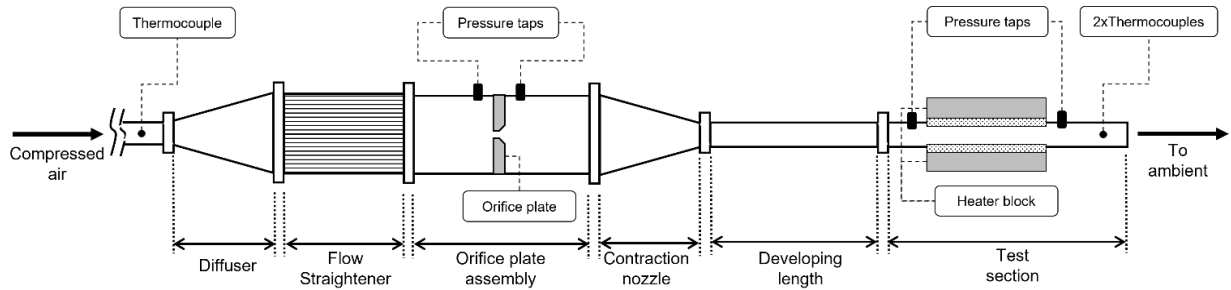 Thermocouple
Pressure taps
Pressure taps
2xThermocouples
Compressed
air
To
ambient
Orifice plate
Heater block
Diffuser
Flow
Straightener
Orifice plate
assembly
Contraction
nozzle
Developing
length
Test
section